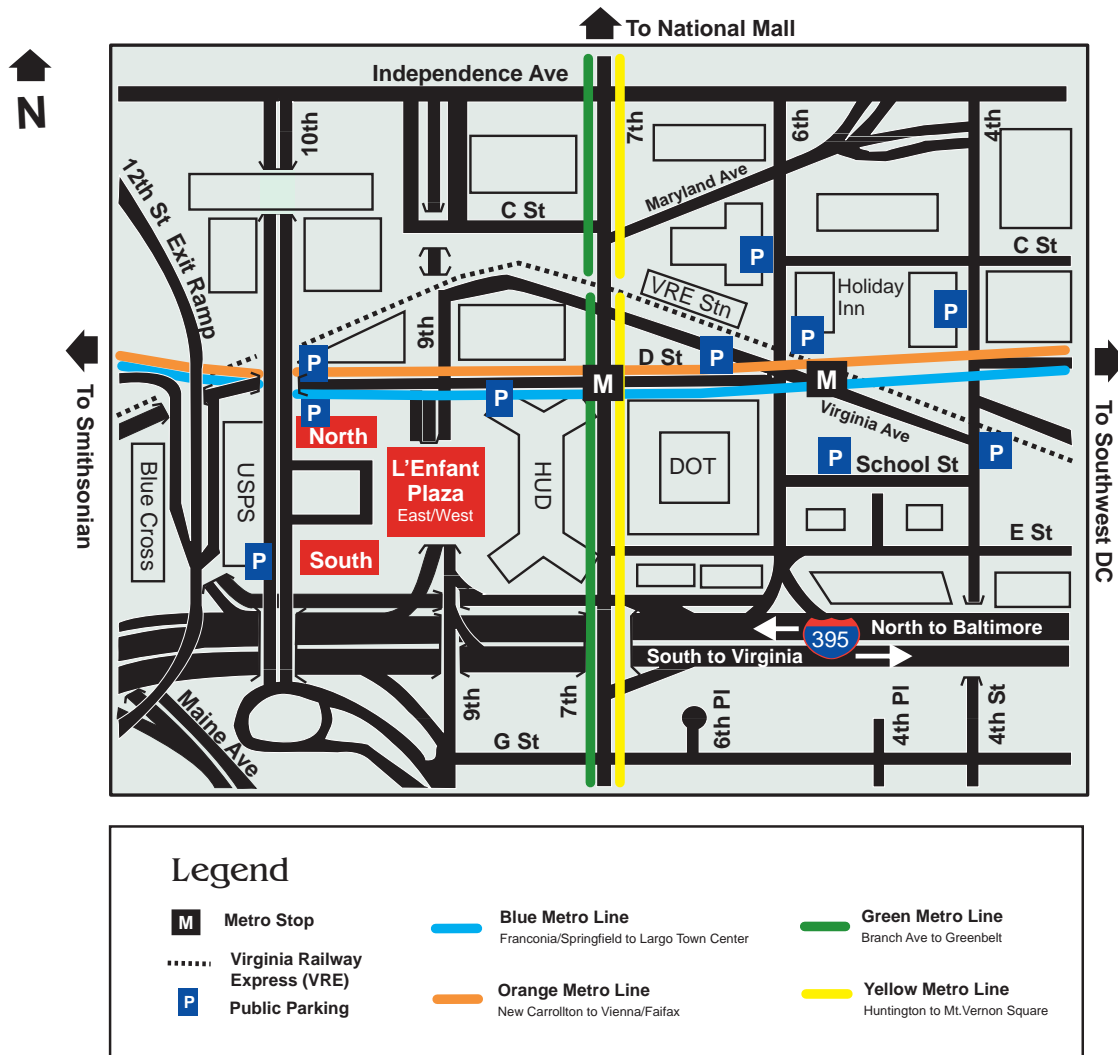 To National Mall
N
Independence Ave
10th
7th
6th
4th
12th St Exit Ramp
Maryland Ave
C St
C St
P
VRE Stn
Holiday
Inn
P
P
9th
P
D St
P
To Smithsonian
To Southwest DC
M
M
P
P
North
Virginia Ave
L'Enfant
Plaza
East/West
HUD
DOT
P
School St
P
Blue Cross
USPS
P
South
E St
North to Baltimore
395
South to Virginia
Maine Ave
9th
7th
6th Pl
4th Pl
4th St
G St
Legend
M
Metro Stop
Virginia Railway
Express (VRE)
P
Public Parking
Blue Metro Line
Franconia/Springfield to Largo Town Center
Orange Metro Line
New Carrollton to Vienna/Faifax
Green Metro Line
Branch Ave to Greenbelt
Yellow Metro Line
Huntington to Mt.Vernon Square